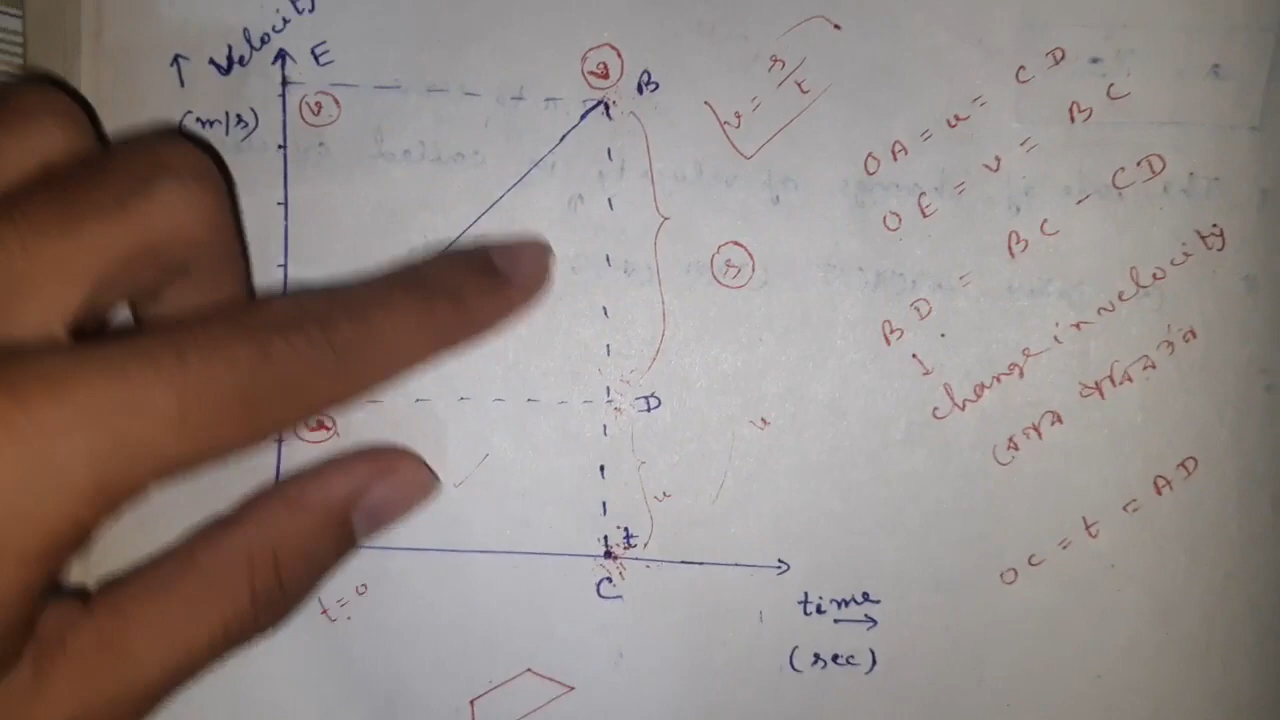 ↑ velocity
(m/s)
E
v
v
B
v = s/t
OA = u = CD
OE = v = BC
BD = BC - CD
↓
change in velocity
s
D
u
u
u
t
OC = t = AD
C
t = 0
time
→
(sec)